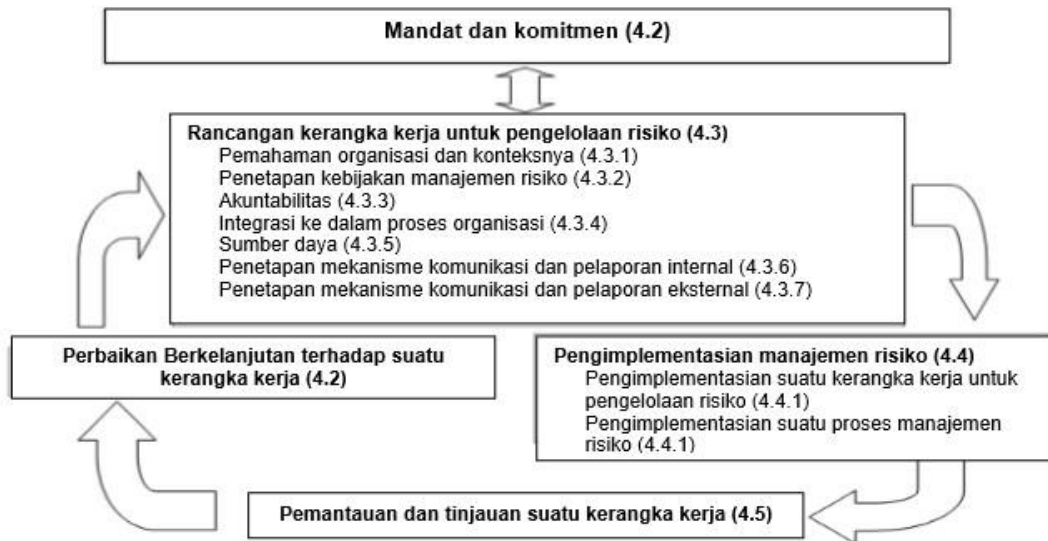 Mandat dan komitmen (4.2)
Rancangan kerangka kerja untuk pengelolaan risiko (4.3)
Pemahaman organisasi dan konteksnya (4.3.1)
Penetapan kebijakan manajemen risiko (4.3.2)
Akuntabilitas (4.3.3)
Integrasi ke dalam proses organisasi (4.3.4)
Sumber daya (4.3.5)
Penetapan mekanisme komunikasi dan pelaporan internal (4.3.6)
Penetapan mekanisme komunikasi dan pelaporan eksternal (4.3.7)
Perbaikan Berkelanjutan terhadap suatu
kerangka kerja (4.2)
Pengimplementasian manajemen risiko (4.4)
Pengimplementasian suatu kerangka kerja untuk
pengelolaan risiko (4.4.1)
Pengimplementasian suatu proses manajemen
risiko (4.4.1)
Pemantauan dan tinjauan suatu kerangka kerja (4.5)